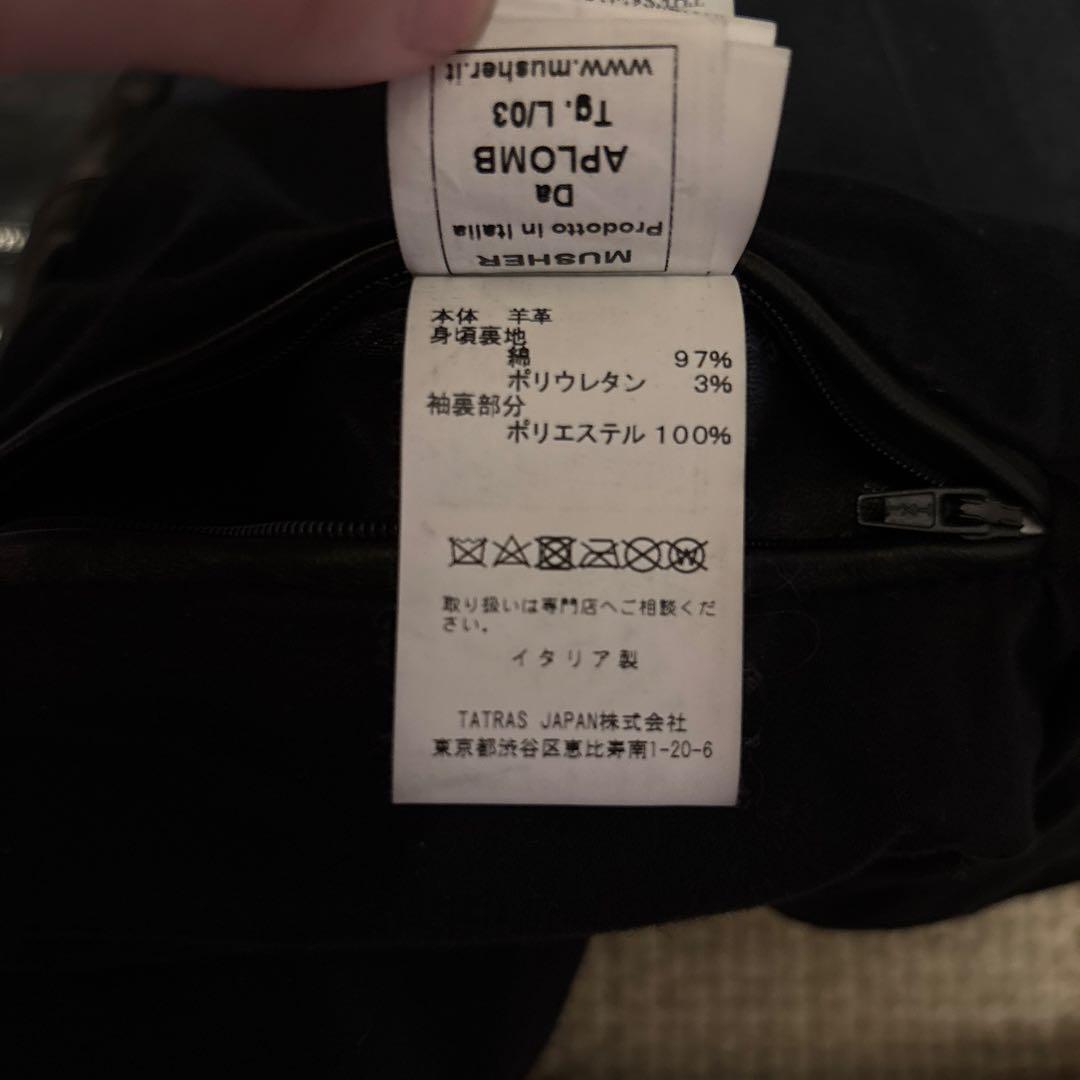 MUSHER
Prodotto in Italia
Da
APLOMB
Tg. L/03
www.musher.it
本体 羊革
身頃裏地
綿 97%
ポリウレタン 3%
袖裏部分
ポリエステル 100%
W
取り扱いは専門店へご相談くだ
さい。
イタリア製
TATRAS JAPAN株式会社
東京都渋谷区恵比寿南1-20-6